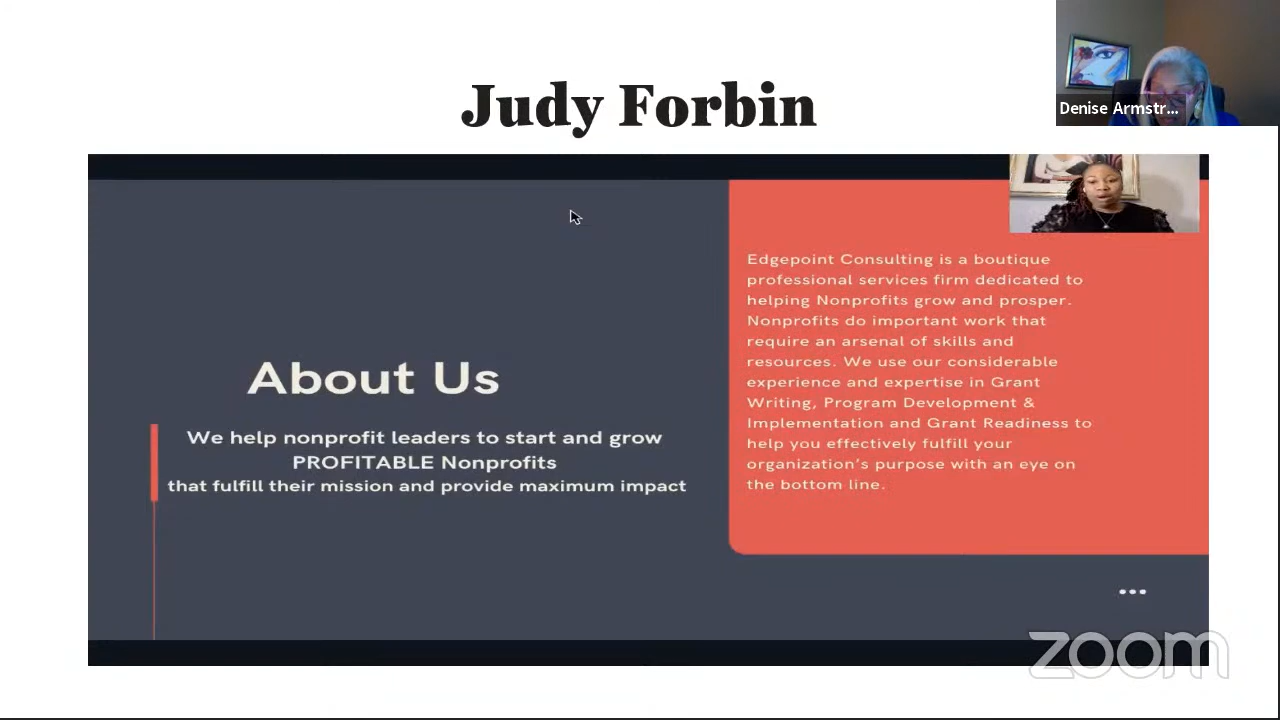 Judy Forbin
Denise Armstr...
About Us
We help nonprofit leaders to start and grow
PROFITABLE Nonprofits
that fulfill their mission and provide maximum impact
Edgepoint Consulting is a boutique
professional services firm dedicated to
helping Nonprofits grow and prosper.
Nonprofits do important work that
require an arsenal of skills and
resources. We use our considerable
experience and expertise in Grant
Writing, Program Development &
Implementation and Grant Readiness to
help you effectively fulfill your
organization's purpose with an eye on
the bottom line.
zoom